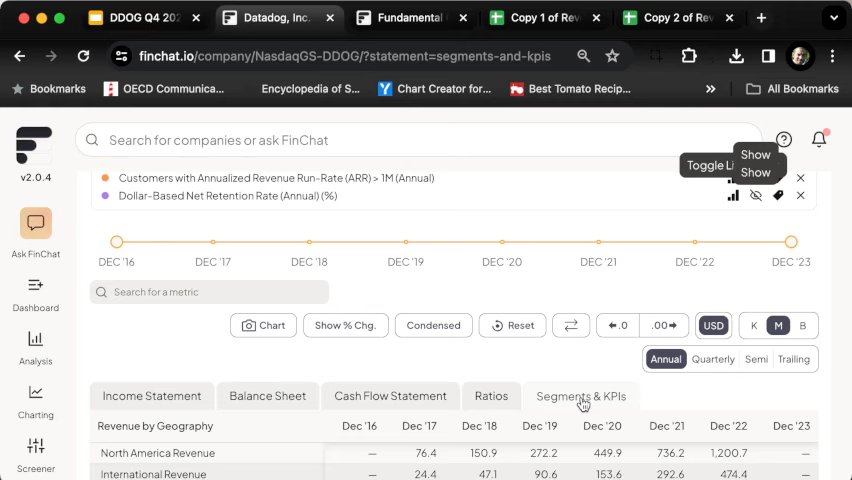 DDOG Q4 202
Datadog, Inc.
Fundamental
Copy 1 of Rev
Copy 2 of Rev
finchat.io/company/NasdaqGS-DDOG/?statement=segments-and-kpis
Bookmarks
OECD Communica...
Encyclopedia of S...
Chart Creator for...
Best Tomato Recip...
All Bookmarks
v2.0.4
Search for companies or ask FinChat
Show
Toggle Li
Show
Customers with Annualized Revenue Run-Rate (ARR) > 1M (Annual)
Dollar-Based Net Retention Rate (Annual) (%)
DEC '16 DEC '17 DEC '18 DEC '19 DEC '20 DEC '21 DEC '22 DEC '23
Ask FinChat
Dashboard
Analysis
Charting
Screener
Search for a metric
Chart Show % Chg. Condensed Reset .0 .00 USD K M B
Annual Quarterly Semi Trailing
Income Statement Balance Sheet Cash Flow Statement Ratios Segments & KPIs
Revenue by Geography Dec '16 Dec '17 Dec '18 Dec '19 Dec '20 Dec '21 Dec '22 Dec '23
North America Revenue — 76.4 150.9 272.2 449.9 736.2 1,200.7 —
International Revenue — 24.4 47.1 90.6 153.6 292.6 474.4 —